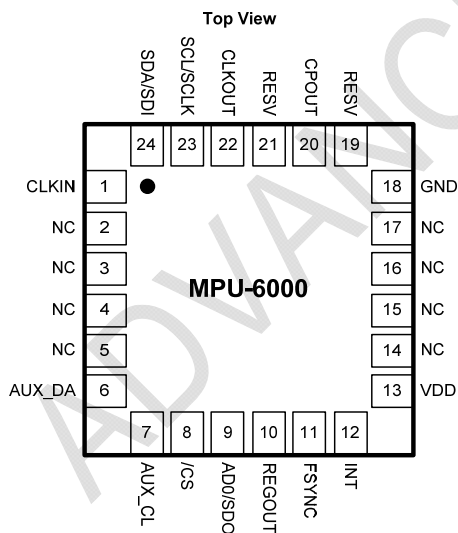 Top View
SDA/SDI
SCL/SCLK
CLKOUT
RESV
CPOUT
RESV
24 23 22 21 20 19
CLKIN 1 18 GND
NC 2 17 NC
NC 3 16 NC
MPU-6000
NC 4 15 NC
NC 5 14 NC
AUX_DA 6 13 VDD
7 8 9 10 11 12
AUX_CL
/CS
AD0/SDO
REGOUT
FSYNC
INT
ADVANC